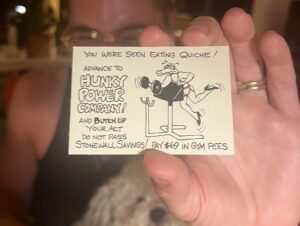 YOU WERE SEEN EATING QUICHE!
ADVANCE TO
HUNKY
POWER
COMPANY!
AND BUTCH UP
YOUR ACT
DO NOT PASS
STONEWALL SAVINGS! PAY $69 IN GYM FEES